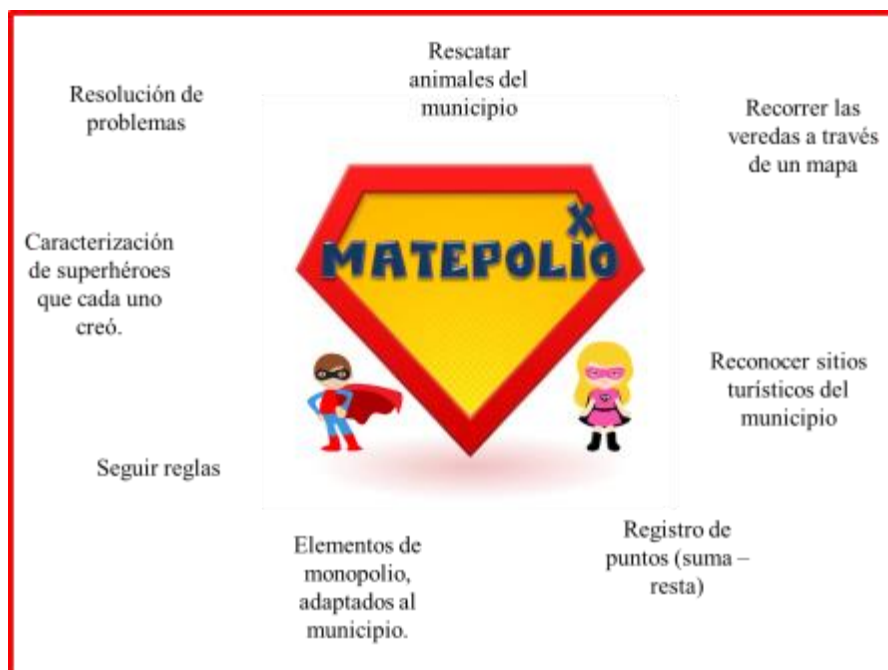 Rescatar
animales del
municipio
Resolución de
problemas
Recorrer las
veredas a través
de un mapa
Caracterización
de superhéroes
que cada uno
creó.
X
MATEPOLIO
Reconocer sitios
turísticos del
municipio
Seguir reglas
Elementos de
monopolio,
adaptados al
municipio.
Registro de
puntos (suma –
resta)